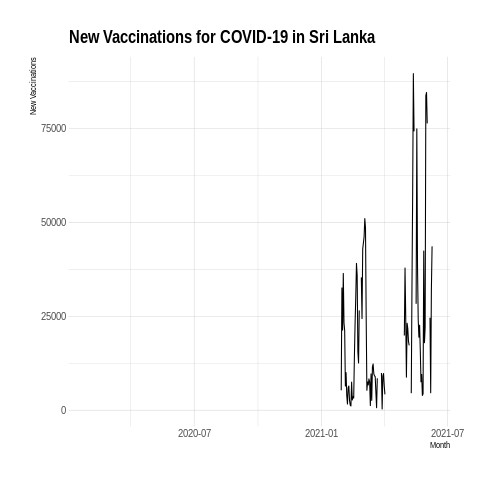 New Vaccinations for COVID-19 in Sri Lanka
New Vaccinations
75000
50000
25000
0
2020-07
2021-01
2021-07
Month